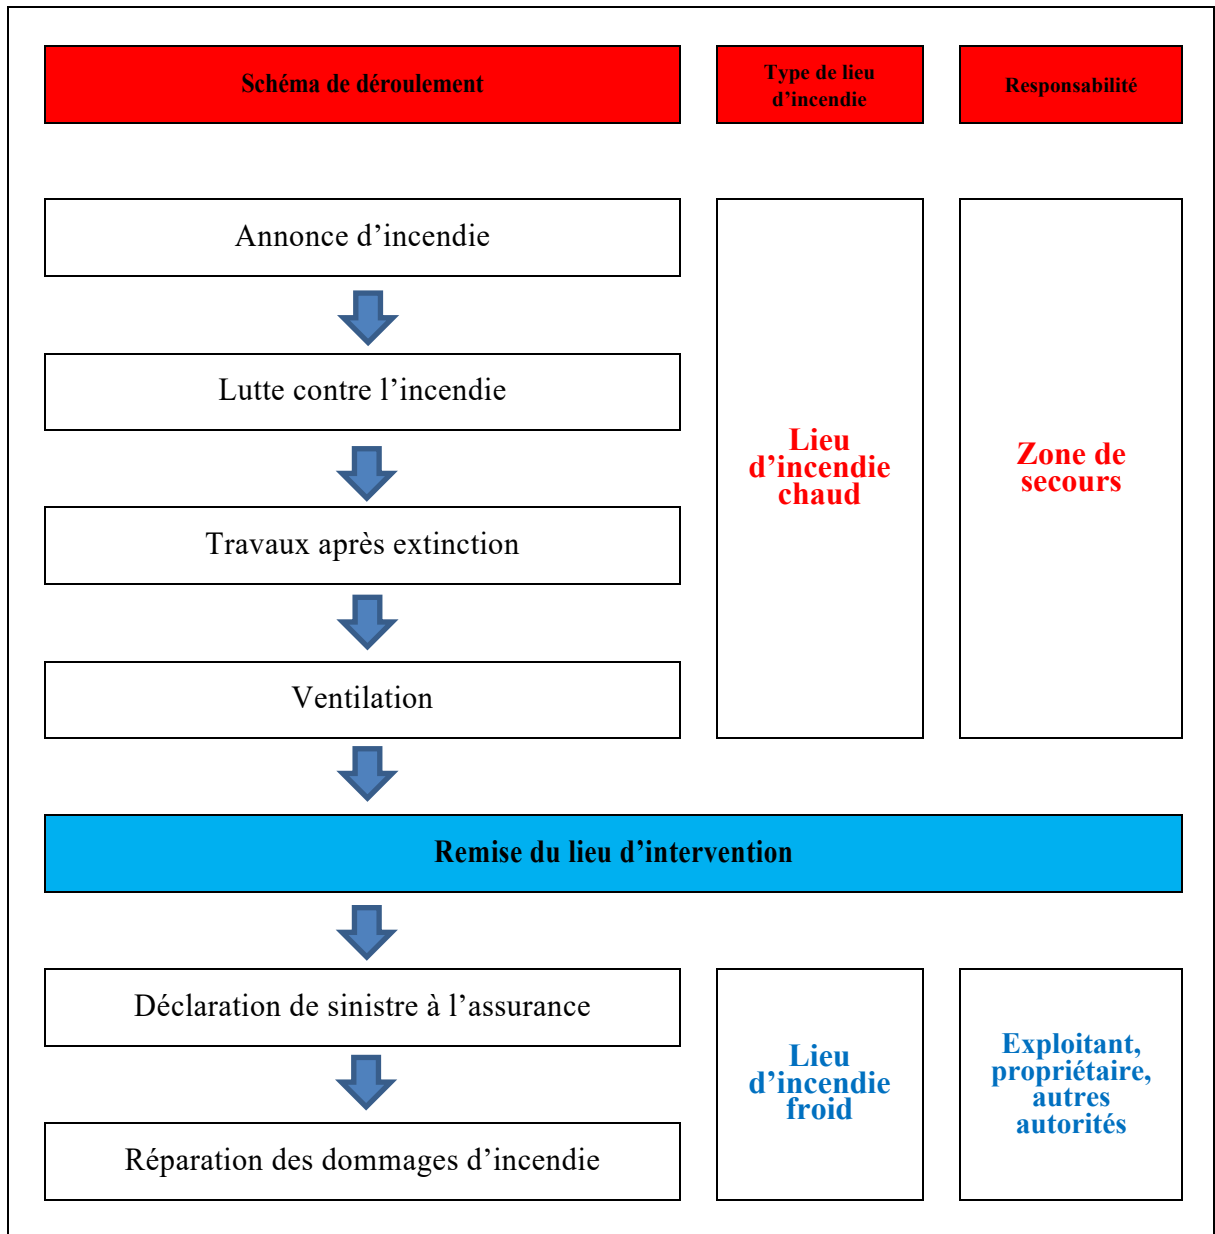 Schéma de déroulement
Type de lieu
d’incendie
Responsabilité
Annonce d’incendie
Lutte contre l’incendie
Travaux après extinction
Ventilation
Lieu
d’incendie
chaud
Zone de
secours
Remise du lieu d’intervention
Déclaration de sinistre à l’assurance
Réparation des dommages d’incendie
Lieu
d’incendie
froid
Exploitant,
propriétaire,
autres
autorités